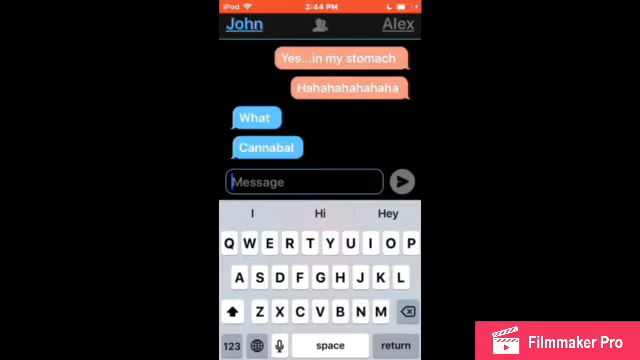 iPod 2:44 PM
John Alex
Yes...in my stomach
Hahahahahahaha
What
Cannabal
Message
I Hi Hey
Q W E R T Y U I O P
A S D F G H J K L
Z X C V B N M
123 space return
Filmmaker Pro